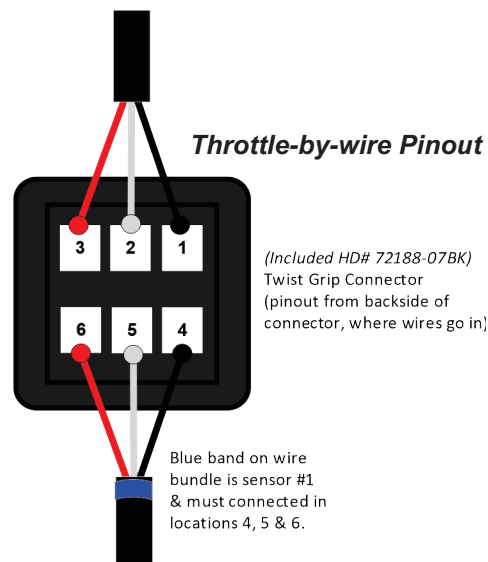 Throttle-by-wire Pinout
3 2 1
(Included HD# 72188-07BK)
Twist Grip Connector
(pinout from backside of
connector, where wires go in)
6 5 4
Blue band on wire
bundle is sensor #1
& must connected in
locations 4, 5 & 6.